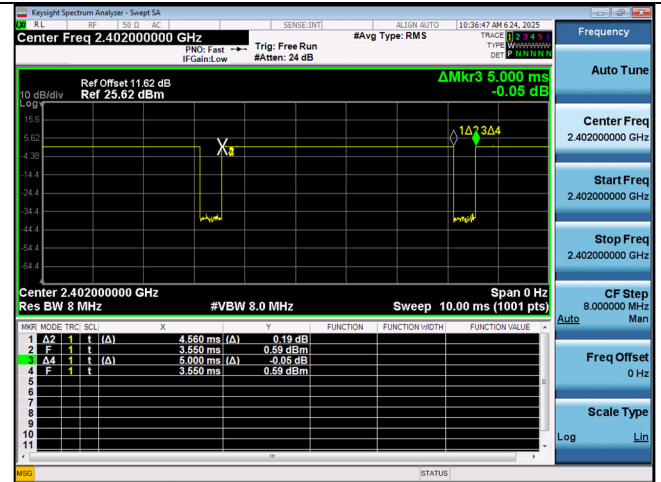 Keysight Spectrum Analyzer - Swept SA
RL RF 50 Ω AC SENSE:INT ALIGN AUTO 10:36:47 AM 6 24, 2025
Center Freq 2.402000000 GHz
#Avg Type: RMS
TRACE 1 2 3 4 5 6
TYPE WWWWWW
DET P N N N N N
PNO: Fast
IFGain:Low
Trig: Free Run
#Atten: 24 dB
Frequency
Auto Tune
Ref Offset 11.62 dB
10 dB/div Ref 25.62 dBm
ΔMkr3 5.000 ms
-0.05 dB
Log
15.6
5.62
-4.38
-14.4
-24.4
-34.4
-44.4
-54.4
-64.4
X2
1Δ2 3Δ4
Center Freq
2.402000000 GHz
Start Freq
2.402000000 GHz
Stop Freq
2.402000000 GHz
CF Step
8.000000 MHz
Auto Man
Freq Offset
0 Hz
Scale Type
Log Lin
Center 2.402000000 GHz Span 0 Hz
Res BW 8 MHz #VBW 8.0 MHz Sweep 10.00 ms (1001 pts)
MKR MODE TRC SCL X Y FUNCTION FUNCTION WIDTH FUNCTION VALUE
1 Δ2 1 t (Δ) 4.560 ms (Δ) 0.19 dB
2 F 1 t 3.550 ms 0.59 dBm
3 Δ4 1 t (Δ) 5.000 ms (Δ) -0.05 dB
4 F 1 t 3.550 ms 0.59 dBm
5
6
7
8
9
10
11
MSG STATUS